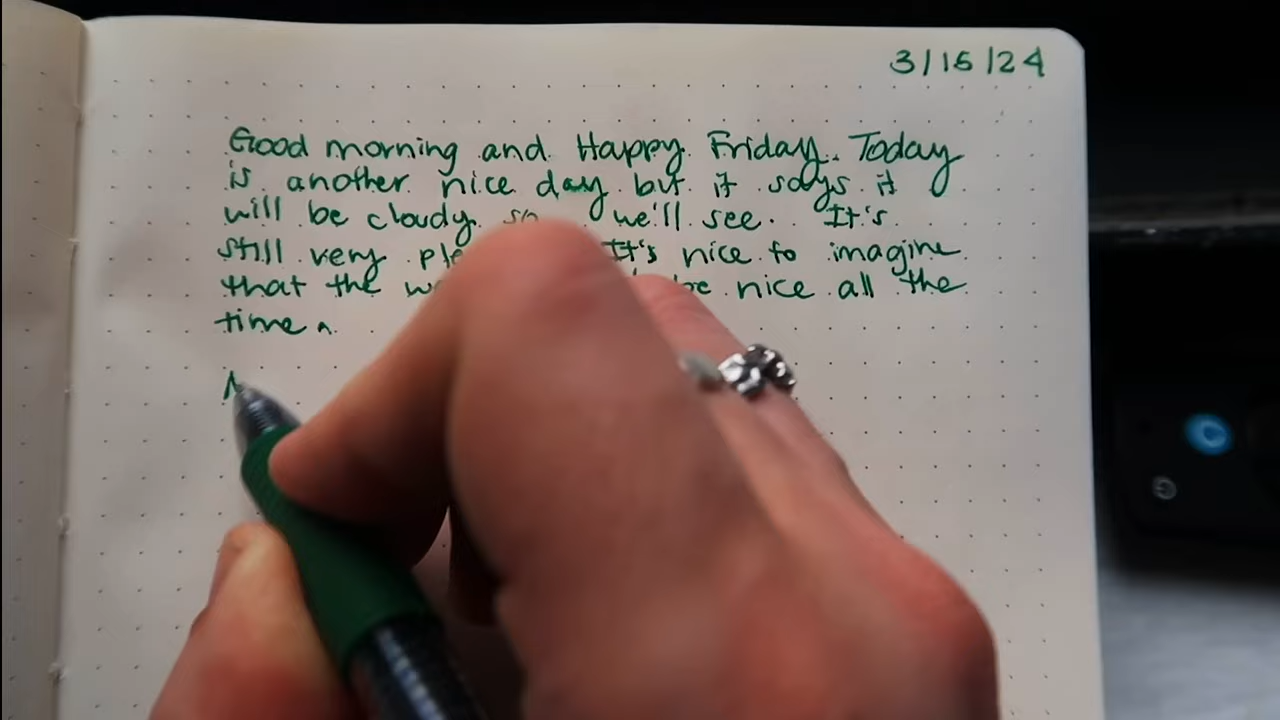 3/15/24
Good morning and Happy Friday. Today
is another nice day but it says it
will be cloudy so we'll see. It's
still very It's nice to imagine
that the be nice all the
time